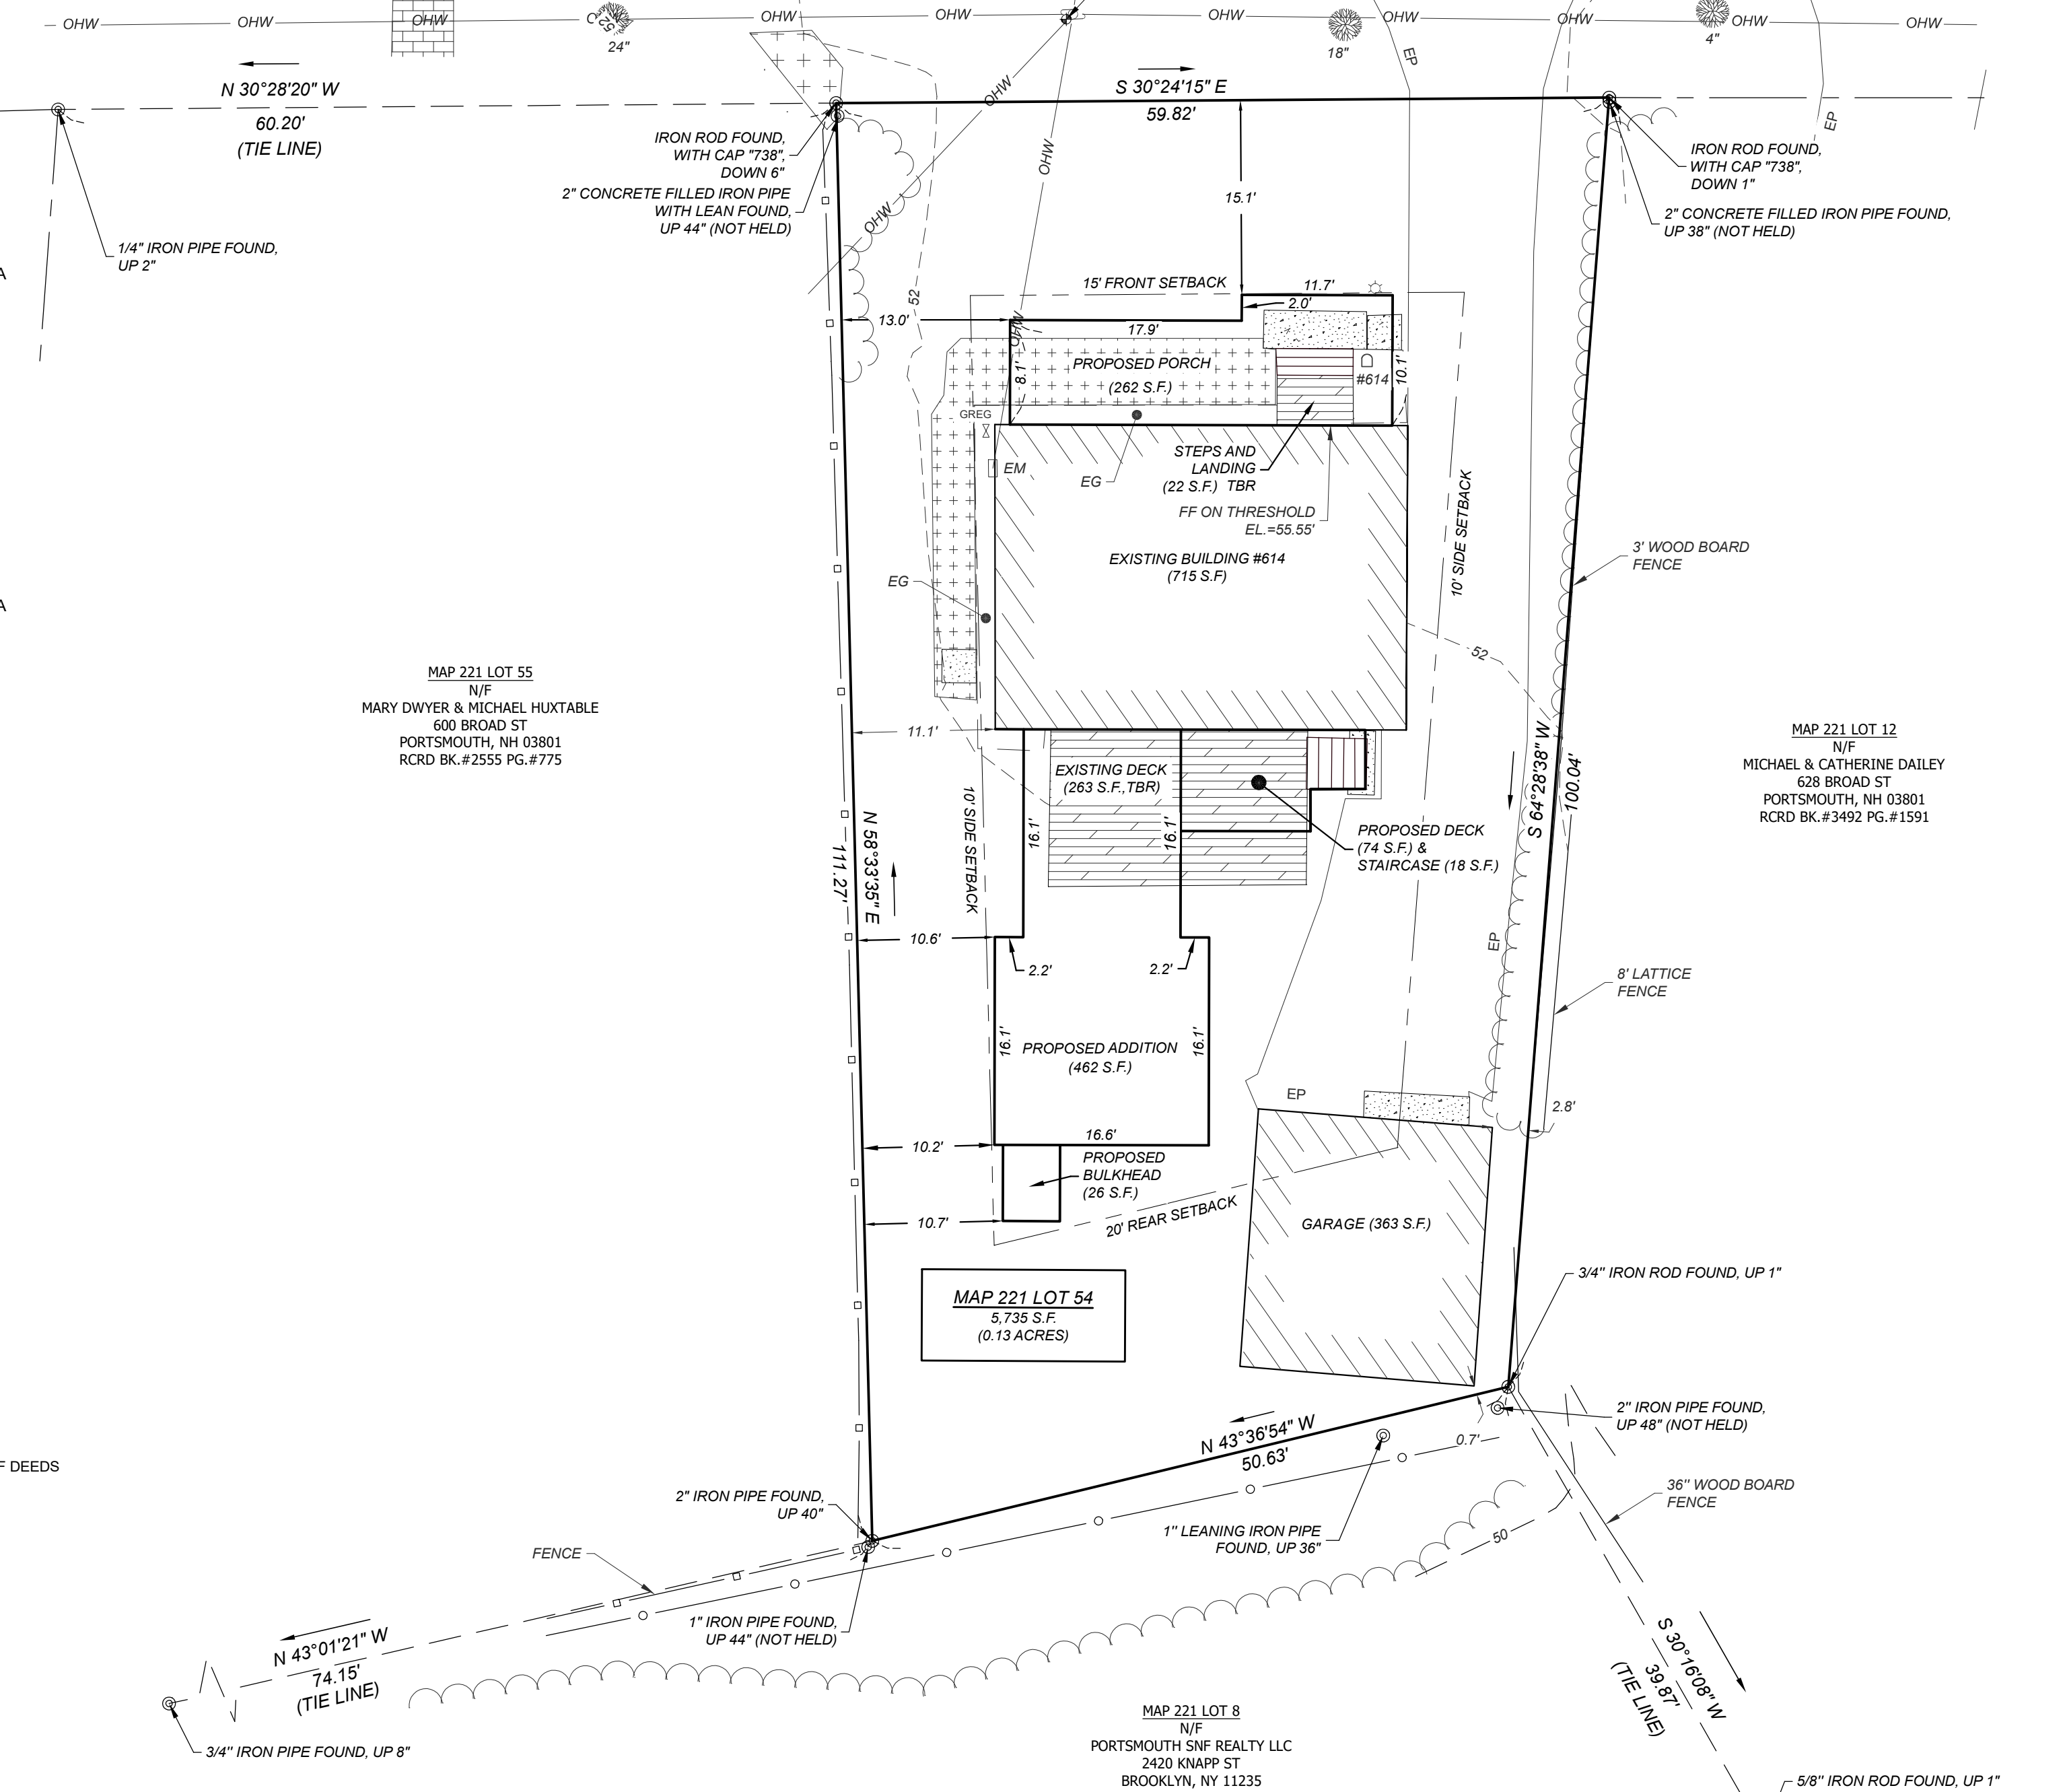 OHW
OHW
OHW
OHW
OHW
OHW
OHW
OHW
OHW
OHW
24"
18"
4"
EP
N 30°28'20" W
60.20'
(TIE LINE)
S 30°24'15" E
59.82'
OHW
OHW
OHW
OHW
EP
IRON ROD FOUND,
WITH CAP "738",
DOWN 6"
2" CONCRETE FILLED IRON PIPE
WITH LEAN FOUND,
UP 44" (NOT HELD)
IRON ROD FOUND,
WITH CAP "738",
DOWN 1"
2" CONCRETE FILLED IRON PIPE FOUND,
UP 38" (NOT HELD)
1/4" IRON PIPE FOUND,
UP 2"
A
15.1'
15' FRONT SETBACK
11.7'
2.0'
52
13.0'
17.9'
PROPOSED PORCH
(262 S.F.)
8.1'
10.1'
#614
GREG
EM
EG
STEPS AND
LANDING
(22 S.F.) TBR
FF ON THRESHOLD
EL.=55.55'
10' SIDE SETBACK
EXISTING BUILDING #614
(715 S.F)
3' WOOD BOARD
FENCE
EG
A
52
MAP 221 LOT 55
N/F
MARY DWYER & MICHAEL HUXTABLE
600 BROAD ST
PORTSMOUTH, NH 03801
RCRD BK.#2555 PG.#775
11.1'
S 64°28'38" W
100.04'
MAP 221 LOT 12
N/F
MICHAEL & CATHERINE DAILEY
628 BROAD ST
PORTSMOUTH, NH 03801
RCRD BK.#3492 PG.#1591
EXISTING DECK
(263 S.F.,TBR)
10' SIDE SETBACK
N 58°33'35" E
111.27'
16.1'
16.1'
PROPOSED DECK
(74 S.F.) &
STAIRCASE (18 S.F.)
10.6'
2.2'
2.2'
EP
8' LATTICE
FENCE
16.1'
16.1'
PROPOSED ADDITION
(462 S.F.)
EP
2.8'
10.2'
16.6'
PROPOSED
BULKHEAD
(26 S.F.)
10.7'
20' REAR SETBACK
GARAGE (363 S.F.)
3/4" IRON ROD FOUND, UP 1"
MAP 221 LOT 54
5,735 S.F.
(0.13 ACRES)
2" IRON PIPE FOUND,
UP 48" (NOT HELD)
N 43°36'54" W
50.63'
0.7'
F DEEDS
36" WOOD BOARD
FENCE
2" IRON PIPE FOUND,
UP 40"
1" LEANING IRON PIPE
FOUND, UP 36"
50
FENCE
1" IRON PIPE FOUND,
UP 44" (NOT HELD)
N 43°01'21" W
74.15'
(TIE LINE)
S 30°16'08" W
39.87'
(TIE LINE)
3/4" IRON PIPE FOUND, UP 8"
MAP 221 LOT 8
N/F
PORTSMOUTH SNF REALTY LLC
2420 KNAPP ST
BROOKLYN, NY 11235
5/8" IRON ROD FOUND, UP 1"